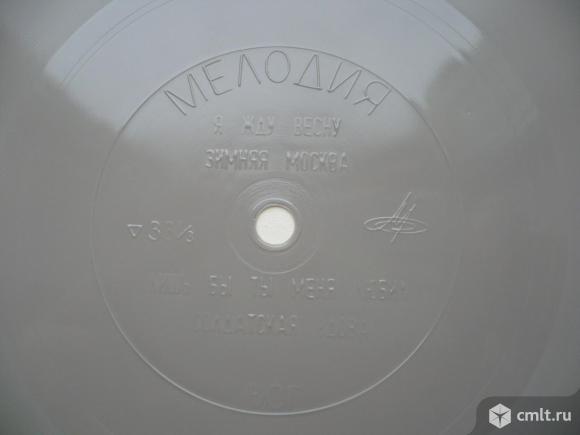 МЕЛОДИЯ
Я ЖДУ ВЕСНУ
ЗИМНЯЯ МОСКВА
▽33⅓
БЫ ТЫ МЕНЯ
cmlt.ru